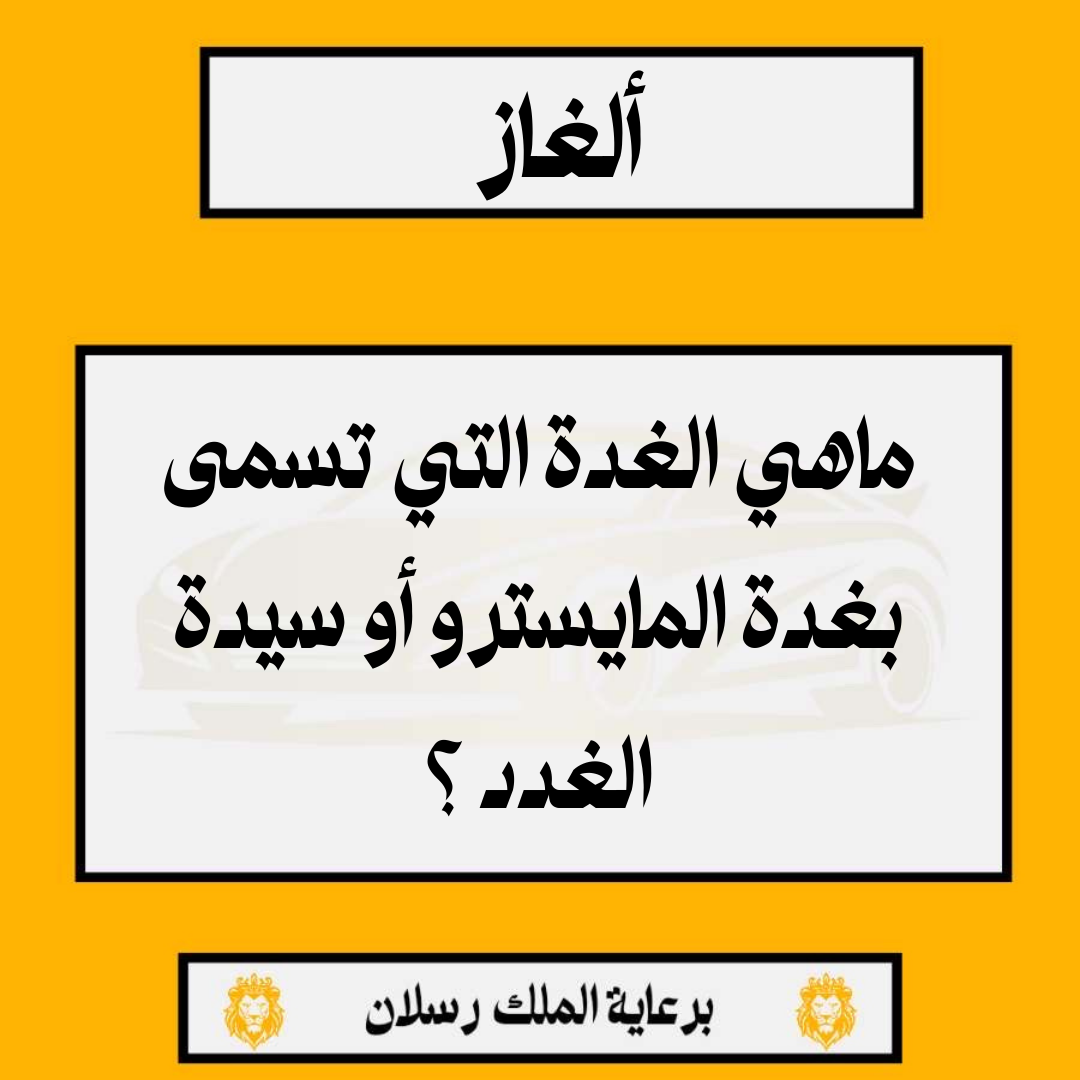 ألغاز
ماهي الغدة التي تسمى
بغدة المايسترو أو سيدة
الغدد ؟
برعاية الملك رسلان